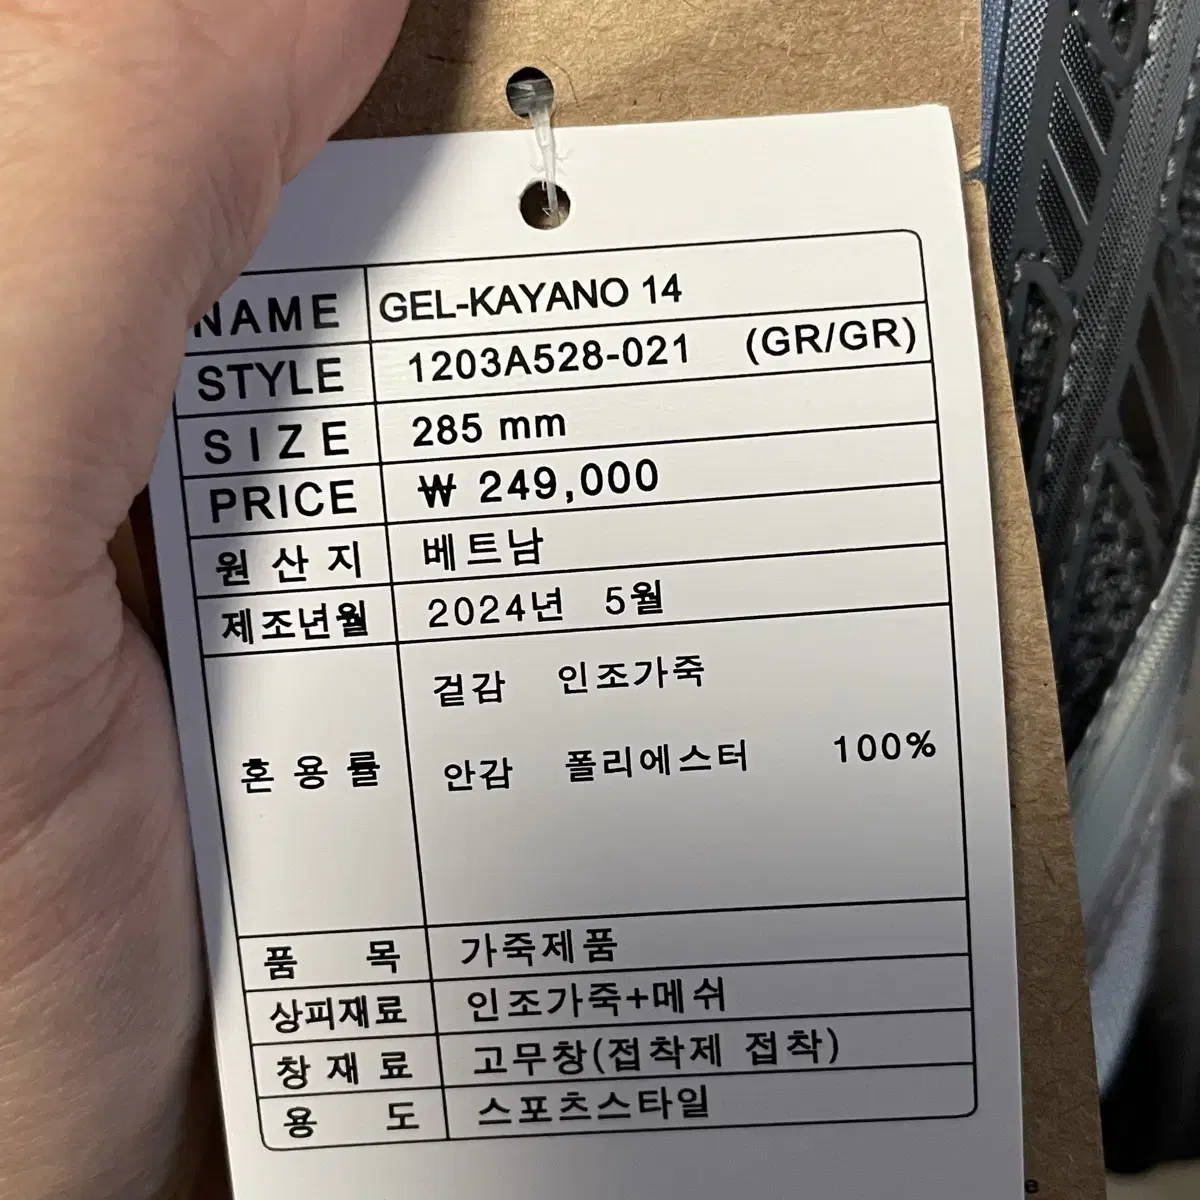 NAME GEL-KAYANO 14
STYLE 1203A528-021 (GR/GR)
SIZE 285 mm
PRICE ₩ 249,000
원산지 베트남
제조년월 2024년 5월
겉감 인조가죽
혼용률 안감 폴리에스터 100%
품목 가죽제품
상피재료 인조가죽+메쉬
창재료 고무창(접착제 접착)
용도 스포츠스타일